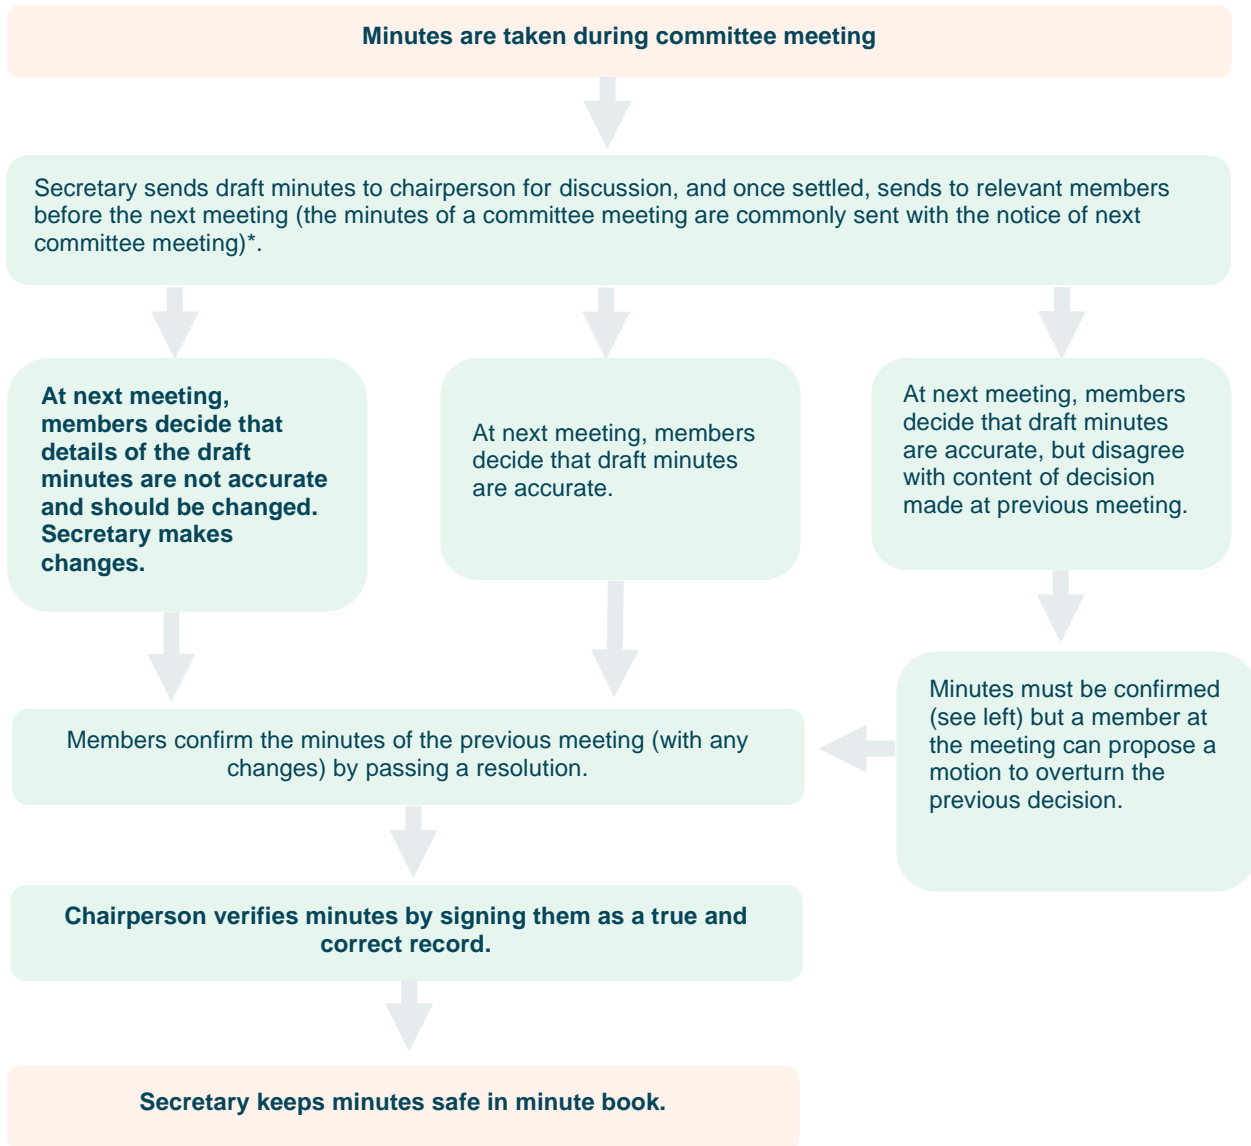 Minutes are taken during committee meeting
Secretary sends draft minutes to chairperson for discussion, and once settled, sends to relevant members
before the next meeting (the minutes of a committee meeting are commonly sent with the notice of next
committee meeting)*.
At next meeting,
members decide that
details of the draft
minutes are not accurate
and should be changed.
Secretary makes
changes.
At next meeting, members
decide that draft minutes
are accurate.
At next meeting, members
decide that draft minutes
are accurate, but disagree
with content of decision
made at previous meeting.
Minutes must be confirmed
(see left) but a member at
the meeting can propose a
motion to overturn the
previous decision.
Members confirm the minutes of the previous meeting (with any
changes) by passing a resolution.
Chairperson verifies minutes by signing them as a true and
correct record.
Secretary keeps minutes safe in minute book.